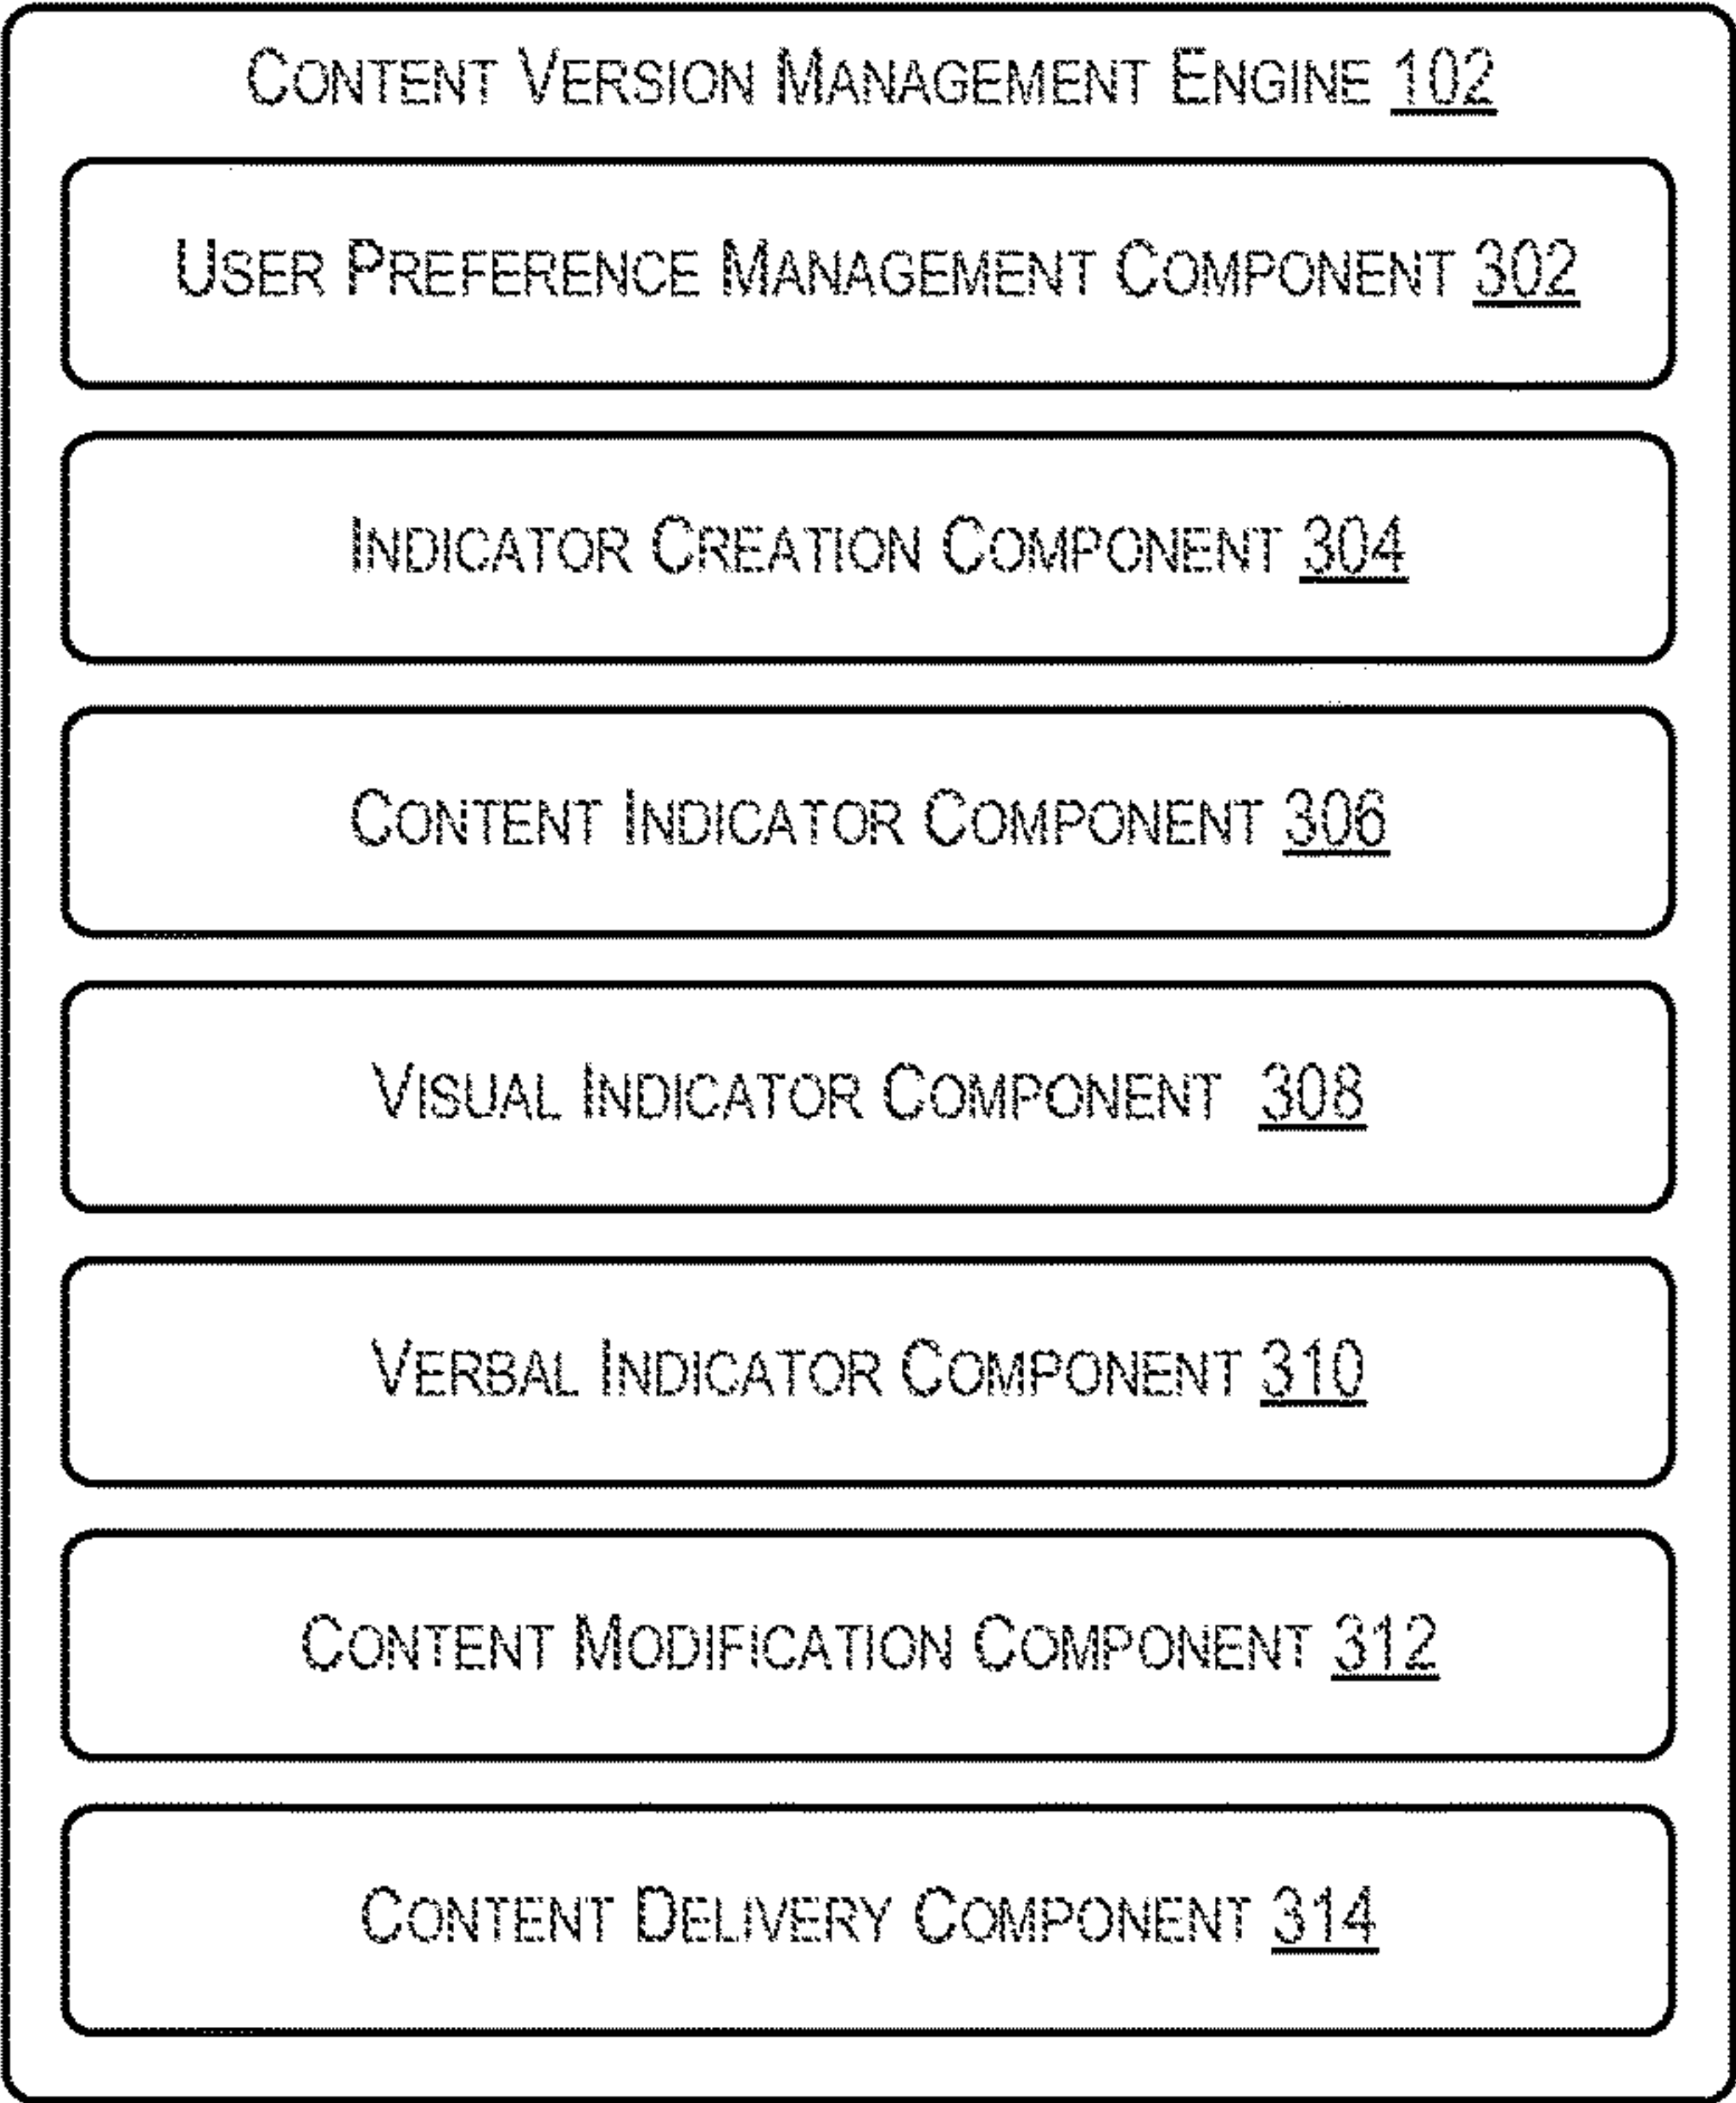 CONTENT VERSION MANAGEMENT ENGINE 102
USER PREFERENCE MANAGEMENT COMPONENT 302
INDICATOR CREATION COMPONENT 304
CONTENT INDICATOR COMPONENT 306
VISUAL INDICATOR COMPONENT 308
VERBAL INDICATOR COMPONENT 310
CONTENT MODIFICATION COMPONENT 312
CONTENT DELIVERY COMPONENT 314